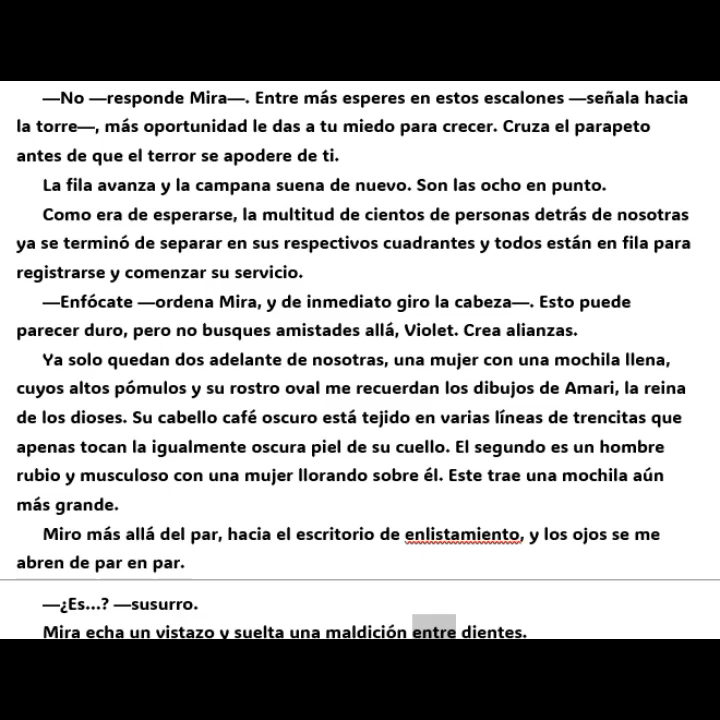 —No —responde Mira—. Entre más esperes en estos escalones —señala hacia
la torre—, más oportunidad le das a tu miedo para crecer. Cruza el parapeto
antes de que el terror se apodere de ti.
La fila avanza y la campana suena de nuevo. Son las ocho en punto.
Como era de esperarse, la multitud de cientos de personas detrás de nosotras
ya se terminó de separar en sus respectivos cuadrantes y todos están en fila para
registrarse y comenzar su servicio.
—Enfócate —ordena Mira, y de inmediato giro la cabeza—. Esto puede
parecer duro, pero no busques amistades allá, Violet. Crea alianzas.
Ya solo quedan dos adelante de nosotras, una mujer con una mochila llena,
cuyos altos pómulos y su rostro oval me recuerdan los dibujos de Amari, la reina
de los dioses. Su cabello café oscuro está tejido en varias líneas de trencitas que
apenas tocan la igualmente oscura piel de su cuello. El segundo es un hombre
rubio y musculoso con una mujer llorando sobre él. Este trae una mochila aún
más grande.
Miro más allá del par, hacia el escritorio de enlistamiento, y los ojos se me
abren de par en par.
—¿Es...? —susurro.
Mira echa un vistazo y suelta una maldición entre dientes.